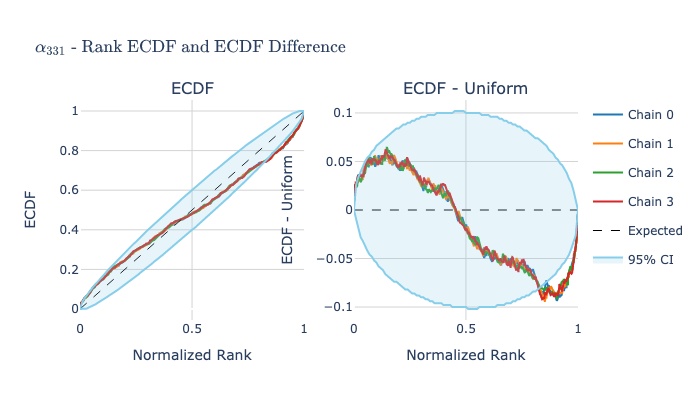 α₃₃₁ - Rank ECDF and ECDF Difference
ECDF
ECDF - Uniform
1
0.8
0.6
0.4
0.2
0
ECDF
0
0.5
1
Normalized Rank
0.1
0.05
0
−0.05
−0.1
ECDF - Uniform
0
0.5
1
Normalized Rank
Chain 0
Chain 1
Chain 2
Chain 3
Expected
95% CI